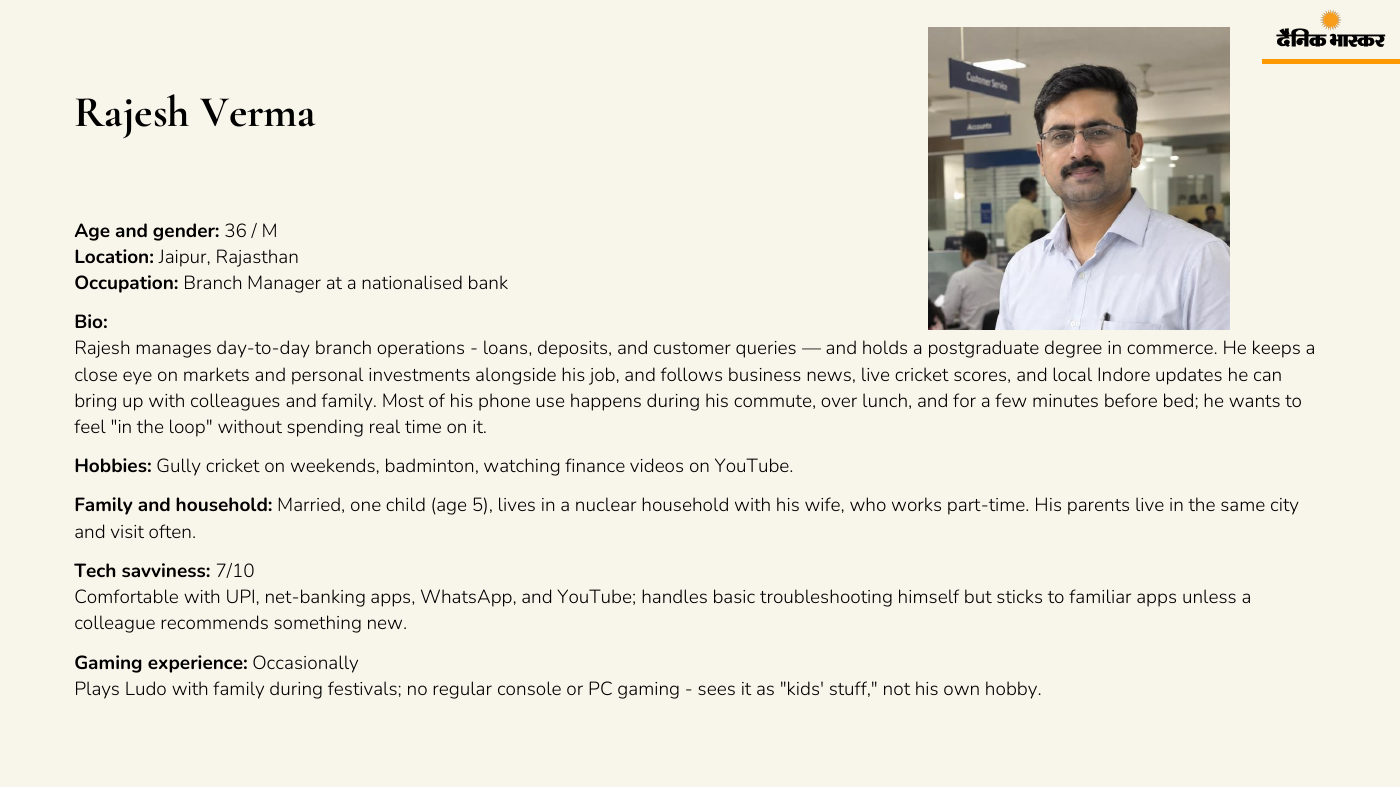 दैनिक भास्कर
Customer Service
Accounts
Rajesh Verma
Age and gender: 36 / M
Location: Jaipur, Rajasthan
Occupation: Branch Manager at a nationalised bank
Bio:
Rajesh manages day-to-day branch operations - loans, deposits, and customer queries — and holds a postgraduate degree in commerce. He keeps a
close eye on markets and personal investments alongside his job, and follows business news, live cricket scores, and local Indore updates he can
bring up with colleagues and family. Most of his phone use happens during his commute, over lunch, and for a few minutes before bed; he wants to
feel "in the loop" without spending real time on it.
Hobbies: Gully cricket on weekends, badminton, watching finance videos on YouTube.
Family and household: Married, one child (age 5), lives in a nuclear household with his wife, who works part-time. His parents live in the same city
and visit often.
Tech savviness: 7/10
Comfortable with UPI, net-banking apps, WhatsApp, and YouTube; handles basic troubleshooting himself but sticks to familiar apps unless a
colleague recommends something new.
Gaming experience: Occasionally
Plays Ludo with family during festivals; no regular console or PC gaming - sees it as "kids' stuff," not his own hobby.